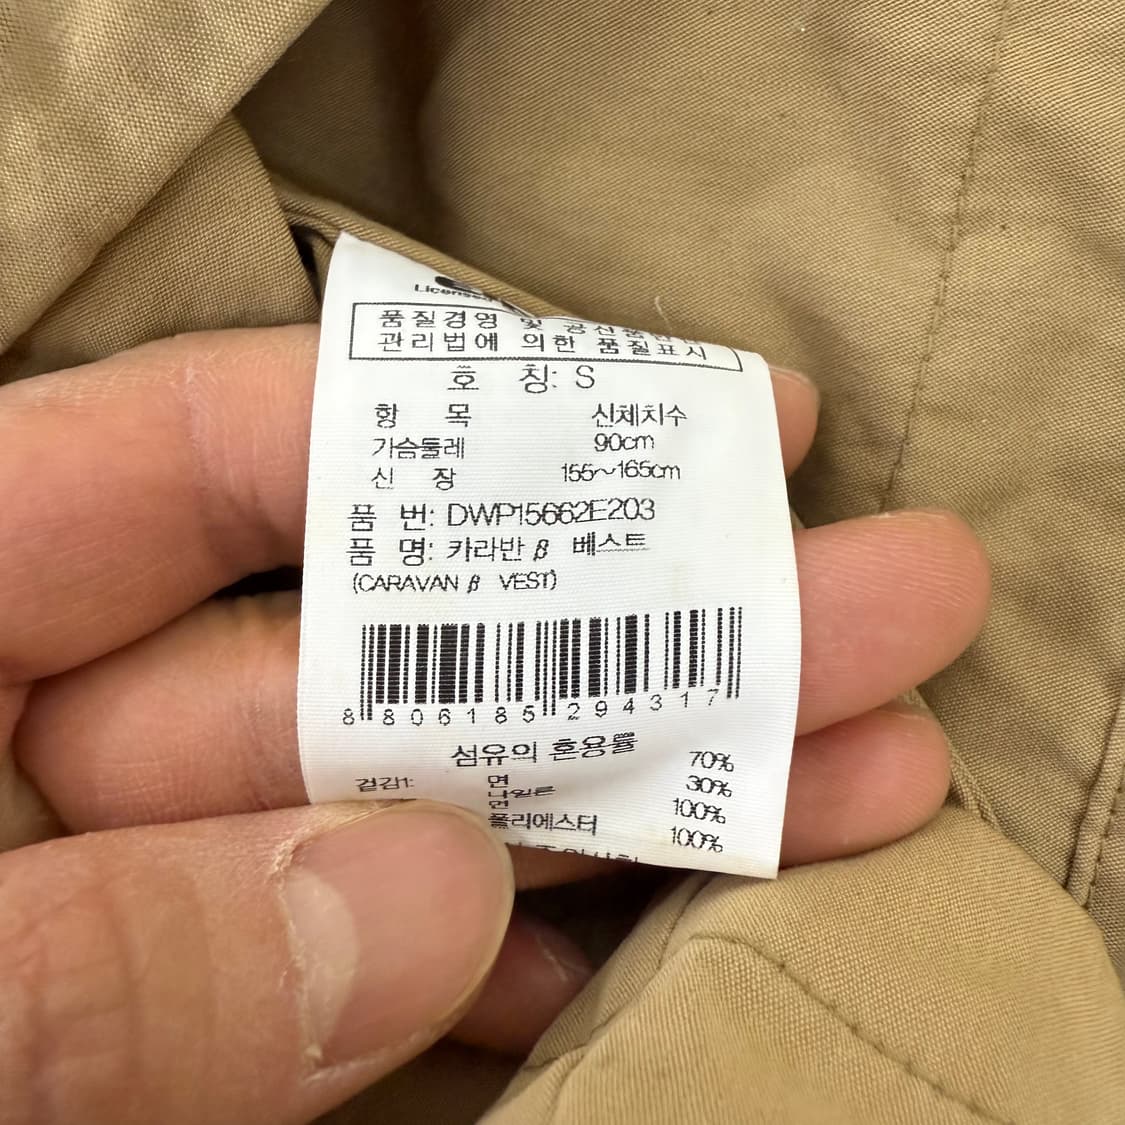 Licensed
품질경영 및 공산품안전
관리법에 의한 품질표시
호 칭: S
항 목 신체치수
가슴둘레 90cm
신 장 155~165cm
품 번: DWP15662E203
품 명: 카라반 β 베스트
(CARAVAN β VEST)
8 806185 294317
섬유의 혼용률
겉감1: 면 70%
나일론 30%
면 100%
폴리에스터 100%